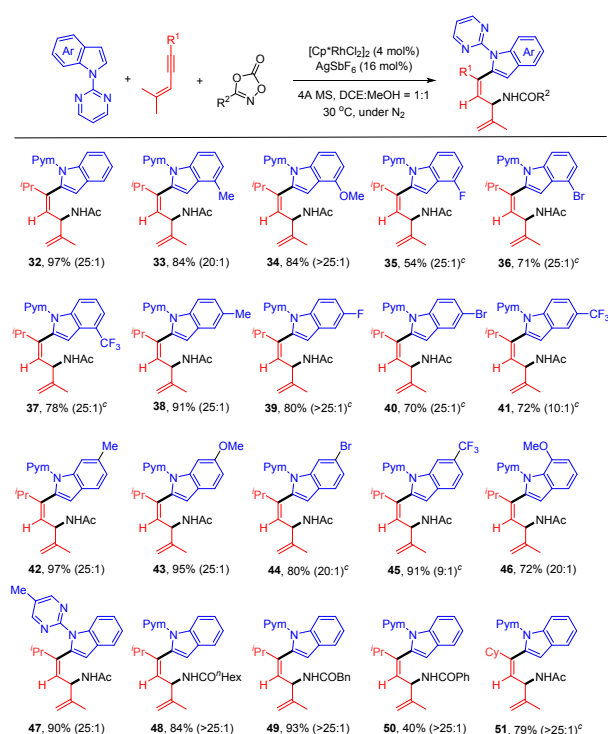 Ar
N
N
N
+
R¹
+
R²
O
O
O
N
[Cp*RhCl₂]₂ (4 mol%)
AgSbF₆ (16 mol%)
4A MS, DCE:MeOH = 1:1
30 °C, under N₂
N
N
N
Ar
R¹
H
NHCOR²
Pym
N
ⁱPr
H
NHAc
32, 97% (25:1)
Pym
N
ⁱPr
Me
H
NHAc
33, 84% (20:1)
Pym
N
ⁱPr
OMe
H
NHAc
34, 84% (>25:1)
Pym
N
ⁱPr
F
H
NHAc
35, 54% (25:1)ᶜ
Pym
N
ⁱPr
Br
H
NHAc
36, 71% (25:1)ᶜ
Pym
N
ⁱPr
CF₃
H
NHAc
37, 78% (25:1)ᶜ
Pym
N
Me
ⁱPr
H
NHAc
38, 91% (25:1)
Pym
N
F
ⁱPr
H
NHAc
39, 80% (>25:1)ᶜ
Pym
N
Br
ⁱPr
H
NHAc
40, 70% (25:1)ᶜ
Pym
N
CF₃
ⁱPr
H
NHAc
41, 72% (10:1)ᶜ
Me
Pym
N
ⁱPr
H
NHAc
42, 97% (25:1)
OMe
Pym
N
ⁱPr
H
NHAc
43, 95% (25:1)
Br
Pym
N
ⁱPr
H
NHAc
44, 80% (20:1)ᶜ
CF₃
Pym
N
ⁱPr
H
NHAc
45, 91% (9:1)ᶜ
MeO
Pym
N
ⁱPr
H
NHAc
46, 72% (20:1)
Me
N
N
N
ⁱPr
H
NHAc
47, 90% (25:1)
Pym
N
ⁱPr
H
NHCOⁿHex
48, 84% (>25:1)
Pym
N
ⁱPr
H
NHCOBn
49, 93% (>25:1)
Pym
N
ⁱPr
H
NHCOPh
50, 40% (>25:1)
Pym
N
Cy
H
NHAc
51, 79% (>25:1)ᶜ